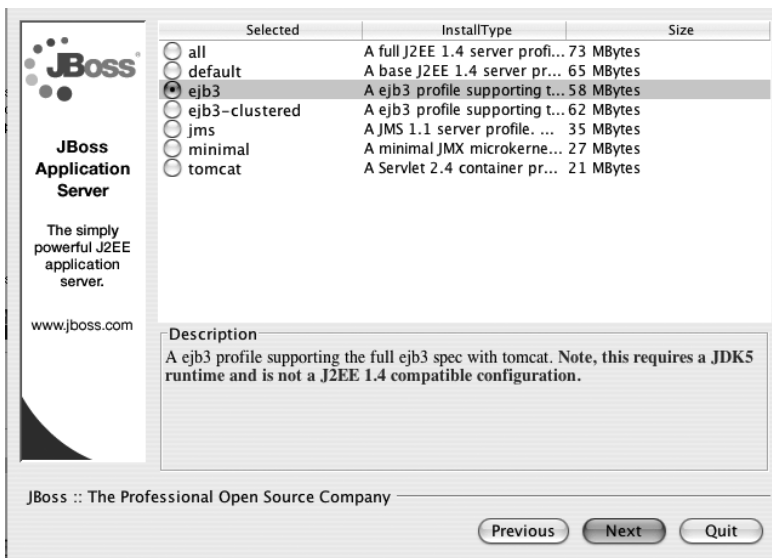 JBoss
JBoss
Application
Server
The simply
powerful J2EE
application
server.
www.jboss.com
Selected InstallType Size
all A full J2EE 1.4 server profi... 73 MBytes
default A base J2EE 1.4 server pr... 65 MBytes
ejb3 A ejb3 profile supporting t... 58 MBytes
ejb3-clustered A ejb3 profile supporting t... 62 MBytes
jms A JMS 1.1 server profile. ... 35 MBytes
minimal A minimal JMX microkerne... 27 MBytes
tomcat A Servlet 2.4 container pr... 21 MBytes
Description
A ejb3 profile supporting the full ejb3 spec with tomcat. Note, this requires a JDK5
runtime and is not a J2EE 1.4 compatible configuration.
JBoss :: The Professional Open Source Company
Previous Next Quit